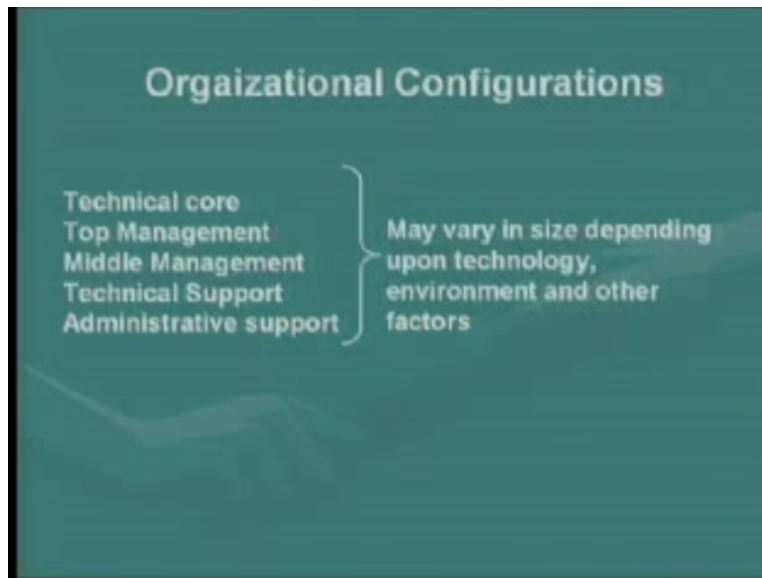 Orgaizational Configurations
Technical core
Top Management
Middle Management
Technical Support
Administrative support
May vary in size depending
upon technology,
environment and other
factors